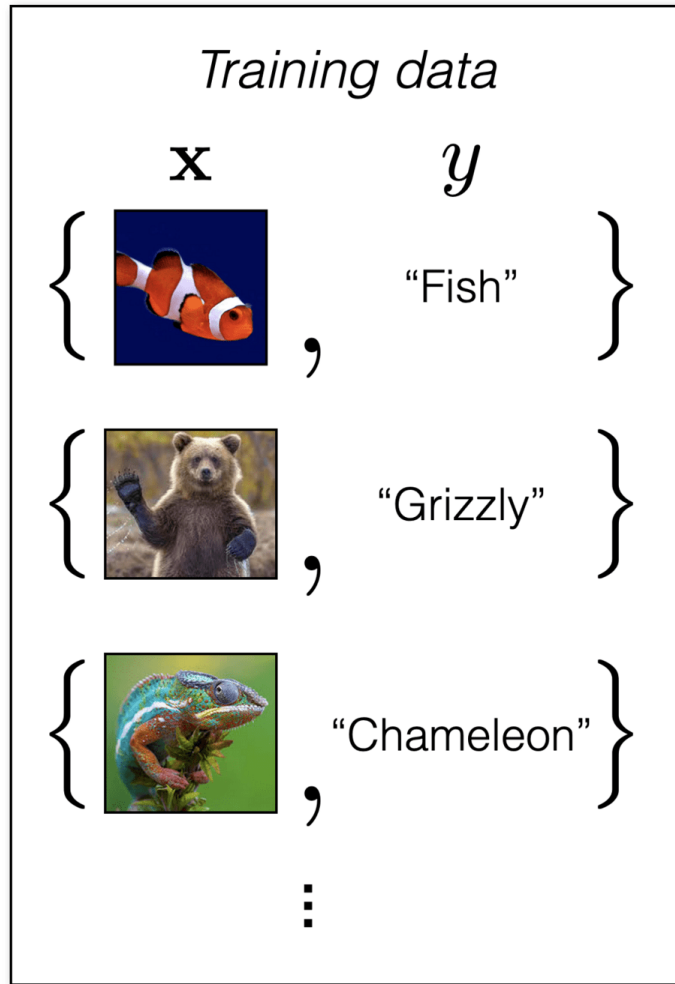 Training data
x y
{ , “Fish” }
{ , “Grizzly” }
{ , “Chameleon” }
⋮